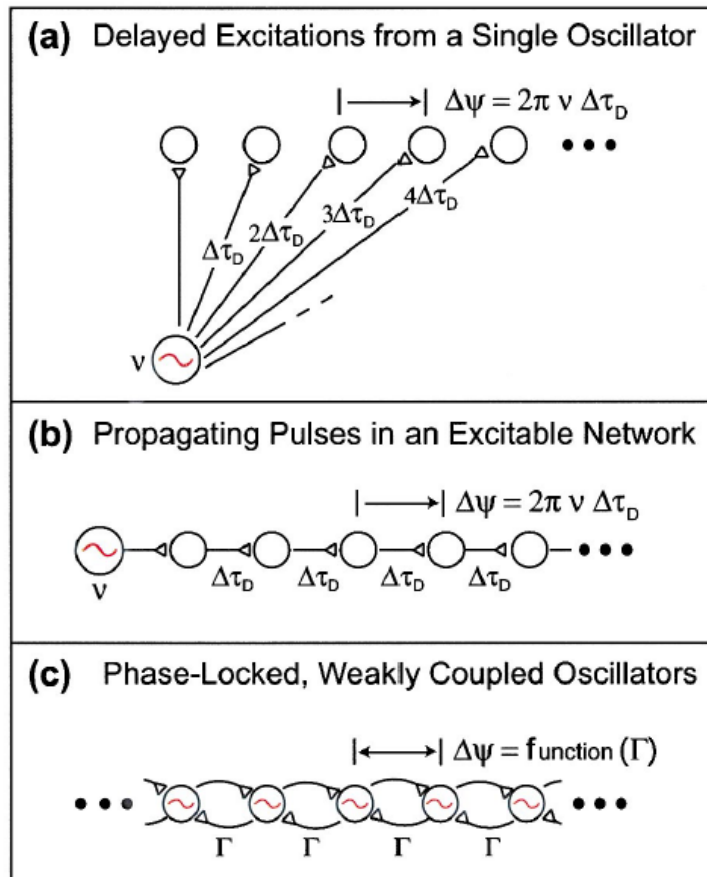 (a) Delayed Excitations from a Single Oscillator
Δψ = 2π ν Δτ_D
Δτ_D
2Δτ_D
3Δτ_D
4Δτ_D
ν
(b) Propagating Pulses in an Excitable Network
Δψ = 2π ν Δτ_D
Δτ_D Δτ_D Δτ_D Δτ_D
ν
(c) Phase-Locked, Weakly Coupled Oscillators
Δψ = function (Γ)
Γ Γ Γ Γ